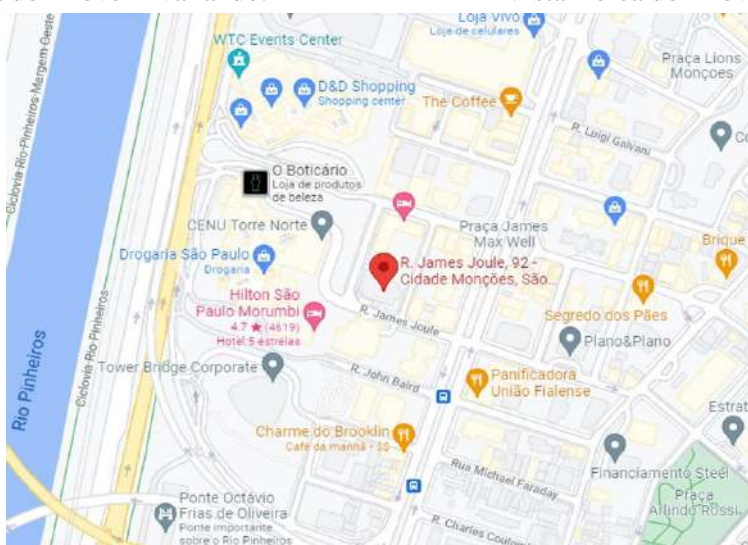 Loja Vivo
Loja de celulares
WTC Events Center
Praça Lions
Monçoes
D&D Shopping
Shopping center
The Coffee
R. Luigi Galvani
Ciclovia Rio-Pinheiros-Margem Oeste
O Boticário
Loja de produtos
de beleza
CENU Torre Norte
Praça James
Max Well
Drogaria São Paulo
Drogaria
R. James Joule, 92 -
Cidade Monções, São...
Brique
Hilton São
Paulo Morumbi
4.7 ★ (4619)
Hotel 5 estrelas
R. James Joule
Segredo dos Pães
Plano&Plano
Rio Pinheiros
Ciclovia Rio Pinheiros
Tower Bridge Corporate
R. John Baird
Panificadora
União Fialense
Estrat
Charme do Brooklin
Café da manhã - $$
Rua Michael Faraday
Financiamento Steel
Praça
Arlindo Rossi
Ponte Octávio
Frias de Oliveira
Ponte importante
sobre o Rio Pinheiros
R. Charles Coulomb